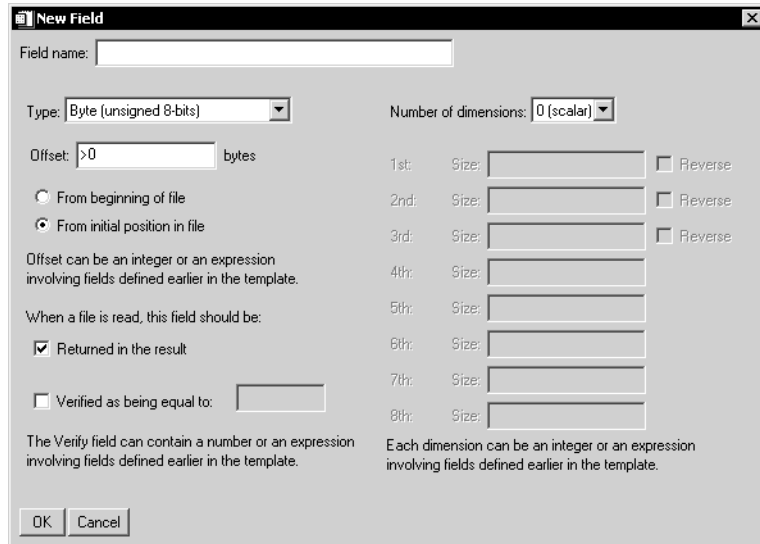 New Field
Field name:
Type: Byte (unsigned 8-bits)
Number of dimensions: 0 (scalar)
Offset: >0 bytes
From beginning of file
From initial position in file
Offset can be an integer or an expression
involving fields defined earlier in the template.
When a file is read, this field should be:
Returned in the result
Verified as being equal to:
The Verify field can contain a number or an expression
involving fields defined earlier in the template.
1st: Size: Reverse
2nd: Size: Reverse
3rd: Size: Reverse
4th: Size:
5th: Size:
6th: Size:
7th: Size:
8th: Size:
Each dimension can be an integer or an expression
involving fields defined earlier in the template.
OK Cancel